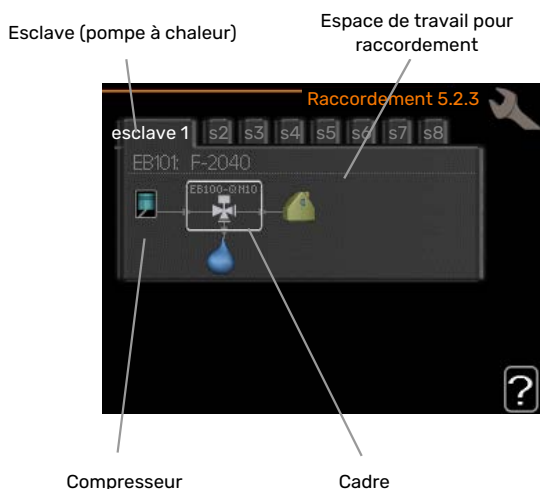 Esclave (pompe à chaleur)
Espace de travail pour
raccordement
Raccordement 5.2.3
esclave 1 s2 s3 s4 s5 s6 s7 s8
EB101: F-2040
EB100-QN10
?
Compresseur
Cadre